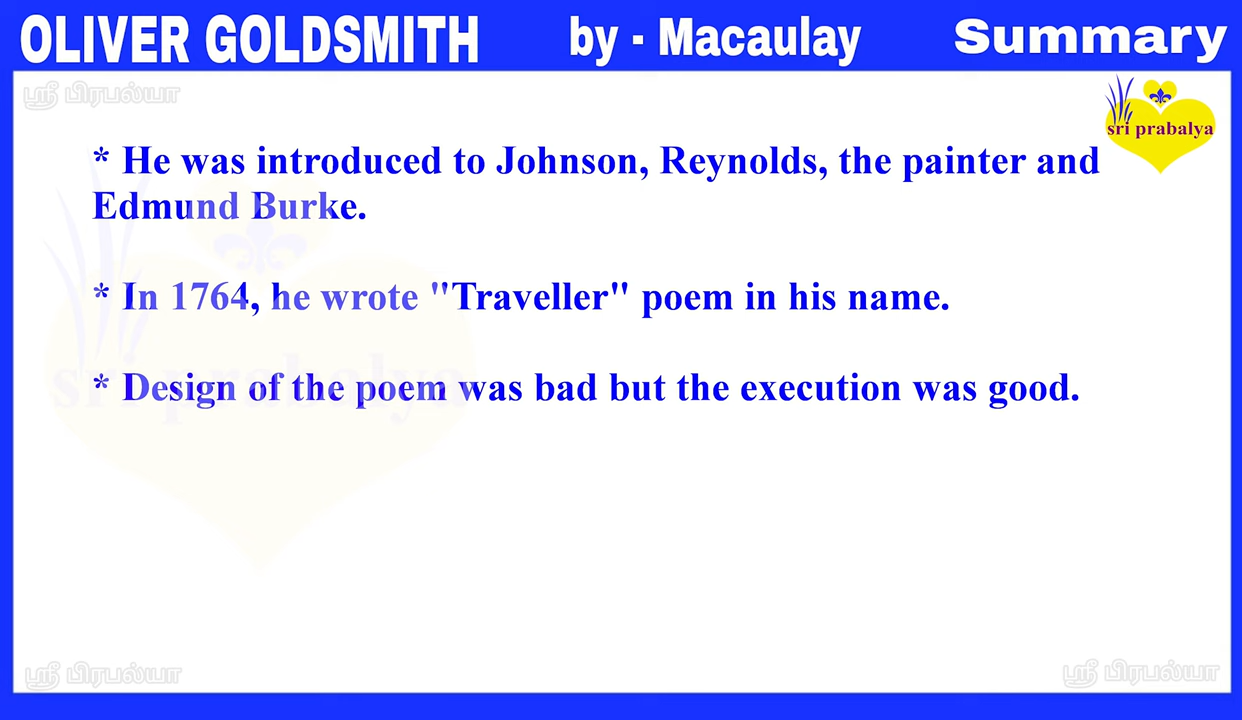 OLIVER GOLDSMITH by - Macaulay Summary
ஸ்ரீ பிரபல்யா
sri prabalya
* He was introduced to Johnson, Reynolds, the painter and
Edmund Burke.
* In 1764, he wrote "Traveller" poem in his name.
sri prabalya
* Design of the poem was bad but the execution was good.
ஸ்ரீ பிரபல்யா
ஸ்ரீ பிரபல்யா